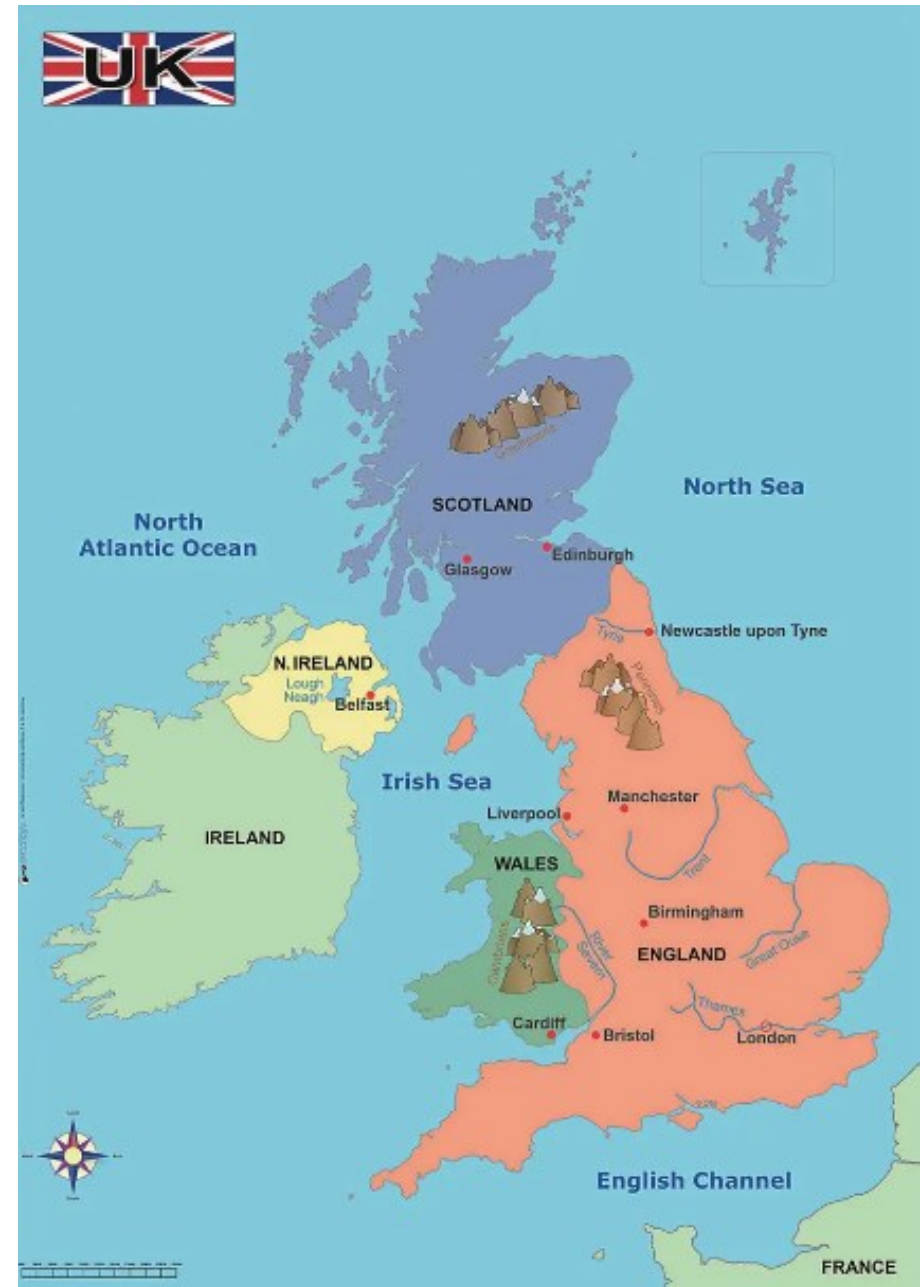 UK
SCOTLAND
North Sea
North
Atlantic Ocean
Edinburgh
Glasgow
Tyne
Newcastle upon Tyne
N. IRELAND
Lough
Neagh
Belfast
Irish Sea
Manchester
Liverpool
IRELAND
WALES
Trent
Birmingham
River
Severn
ENGLAND
Great Ouse
Thames
Cardiff
Bristol
London
English Channel
FRANCE